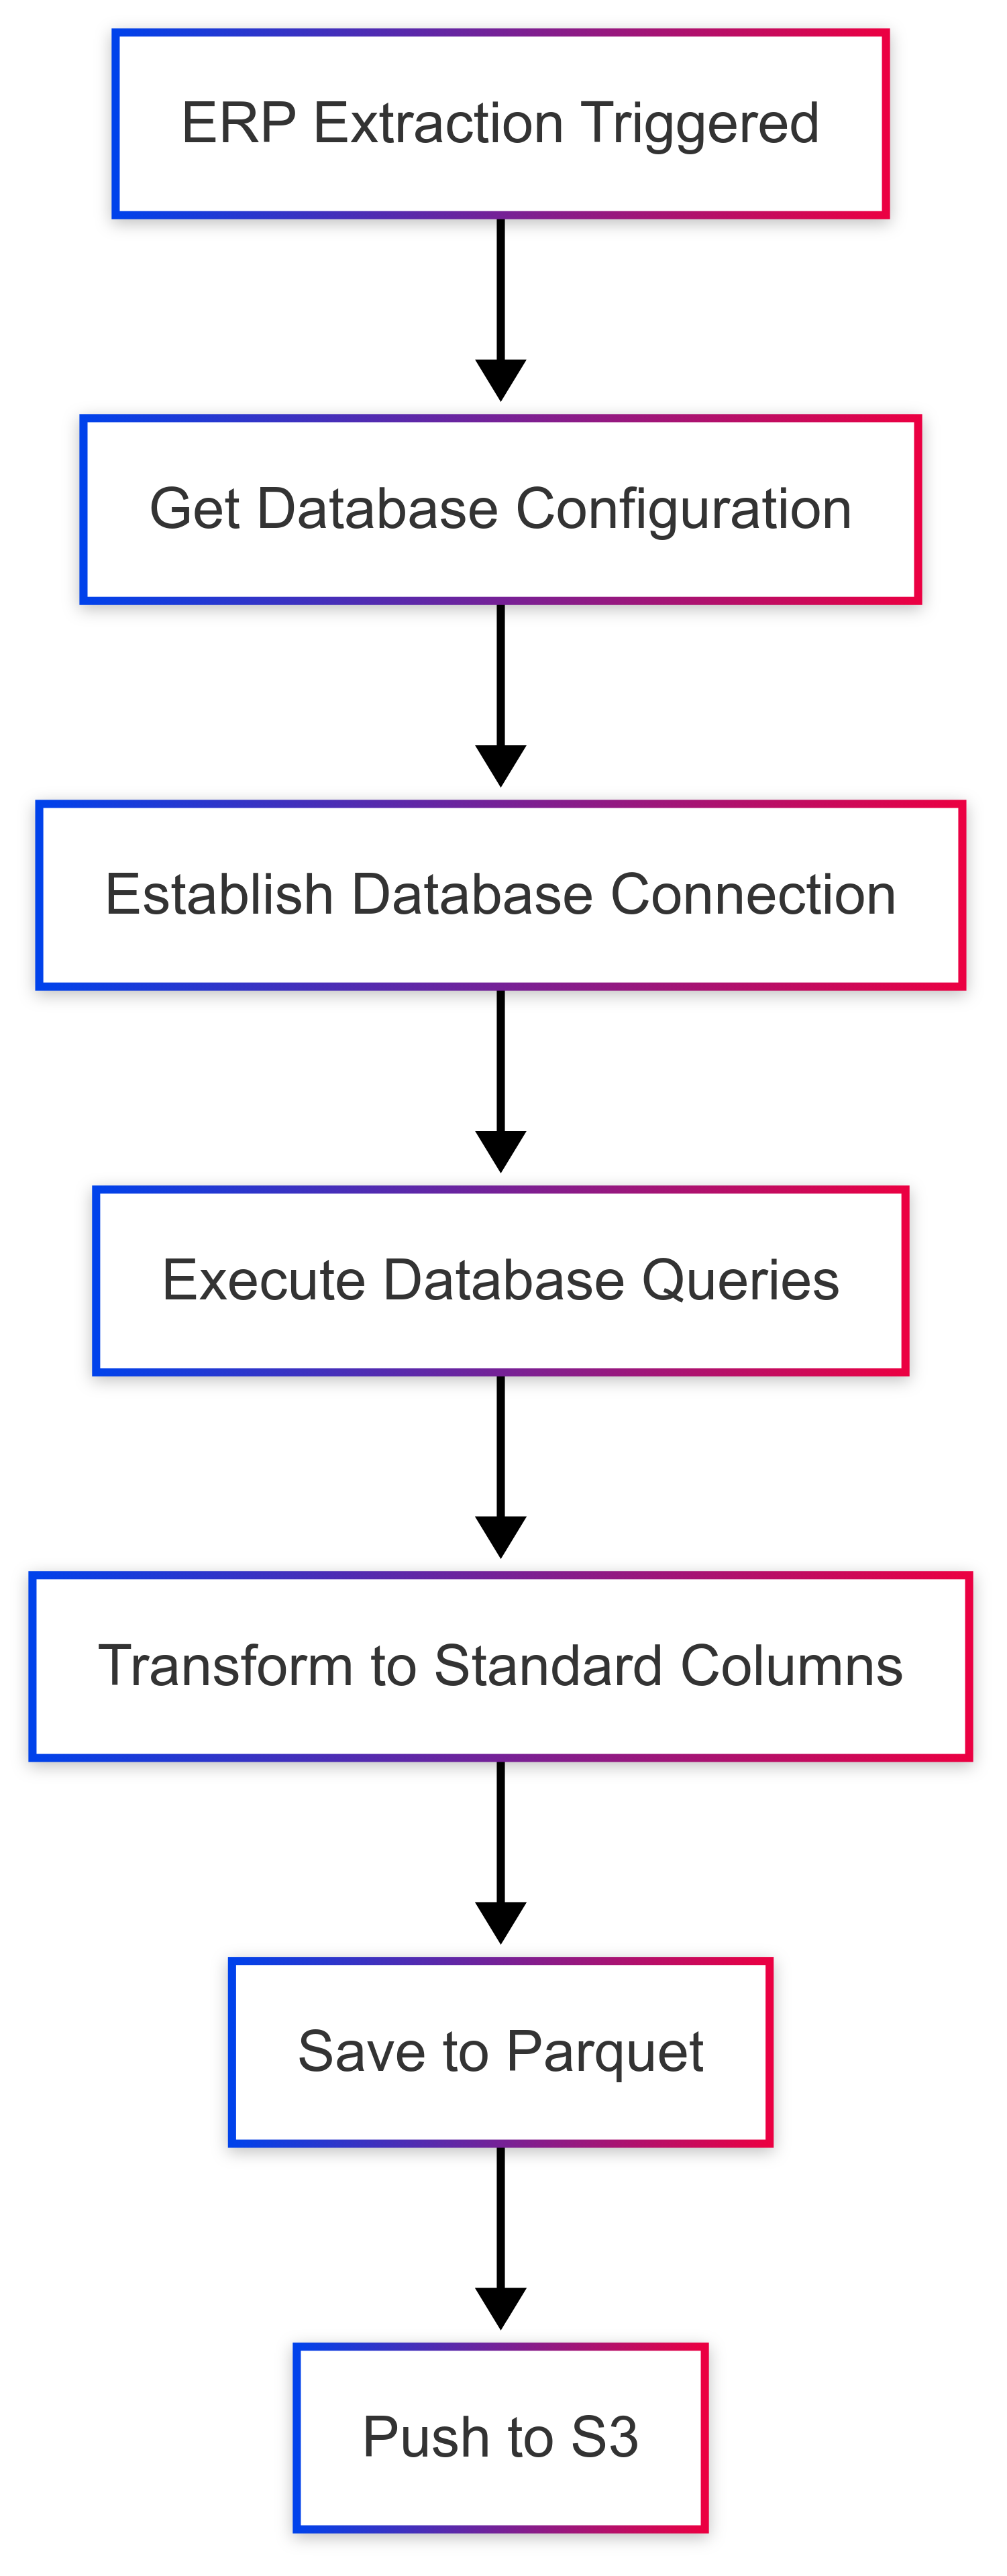 ERP Extraction Triggered
Get Database Configuration
Establish Database Connection
Execute Database Queries
Transform to Standard Columns
Save to Parquet
Push to S3